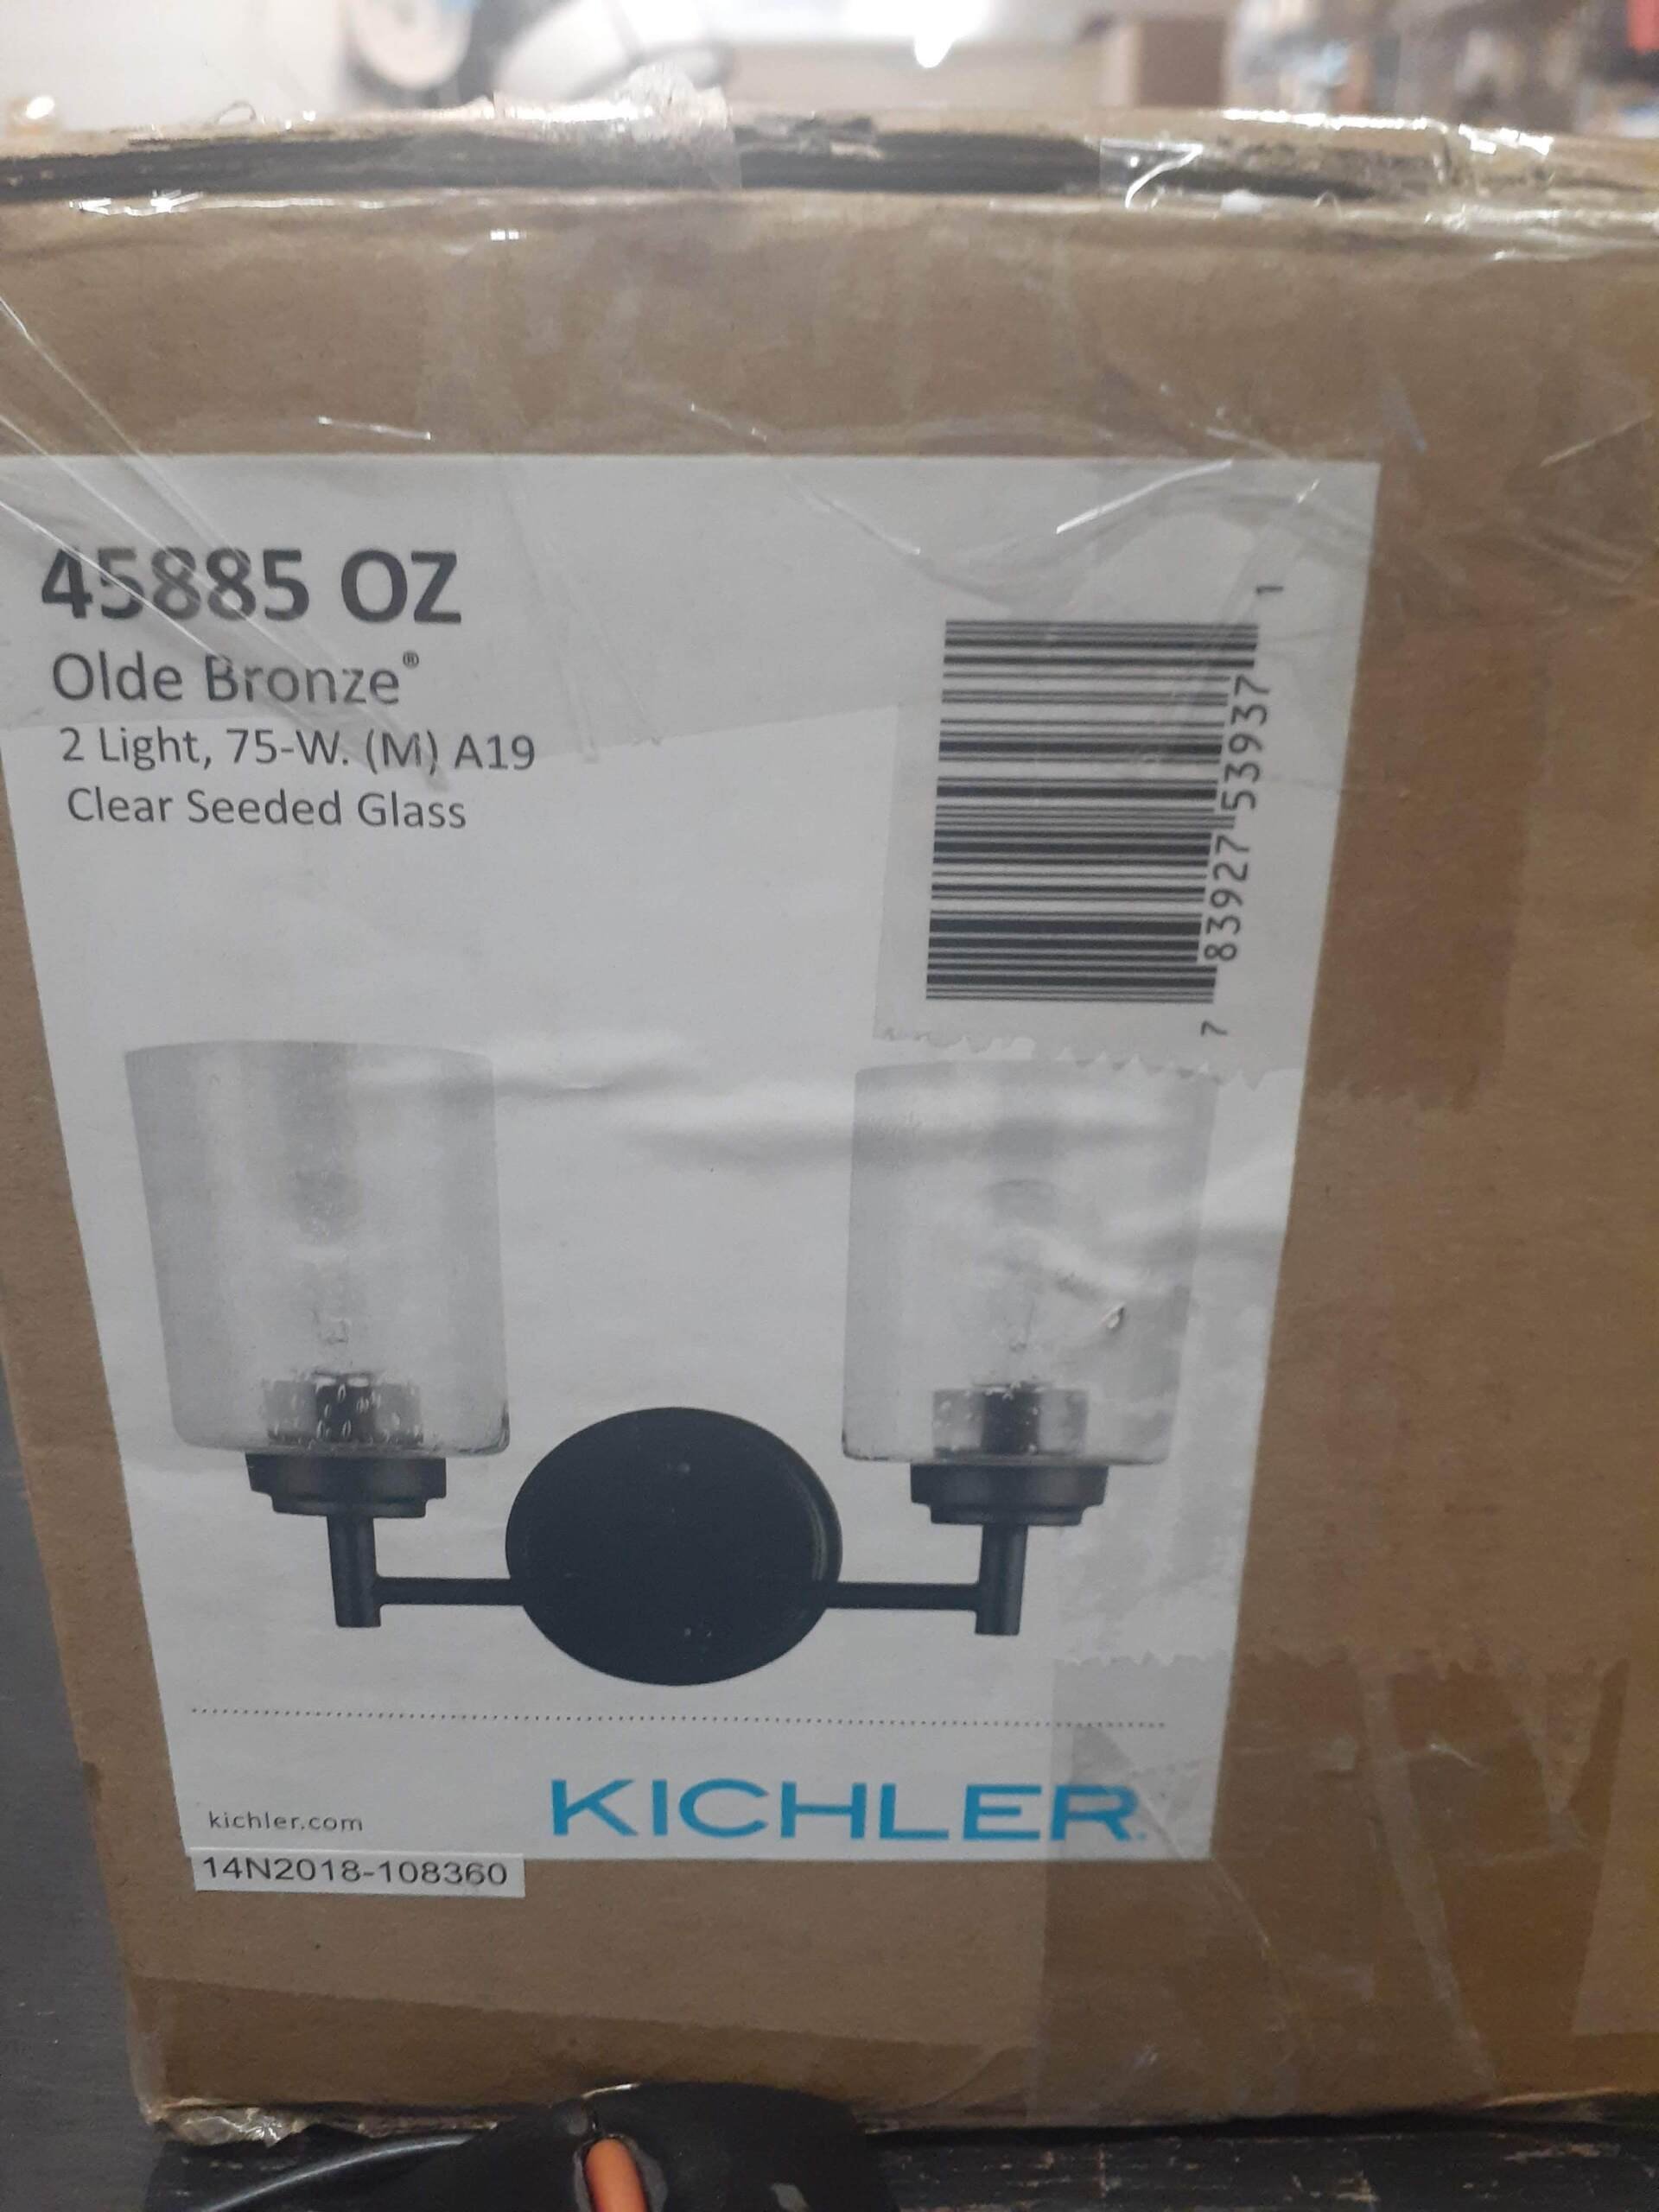 45885 OZ
Olde Bronze®
2 Light, 75-W. (M) A19
Clear Seeded Glass
7 83927 53937 1
kichler.com
KICHLER
14N2018-108360